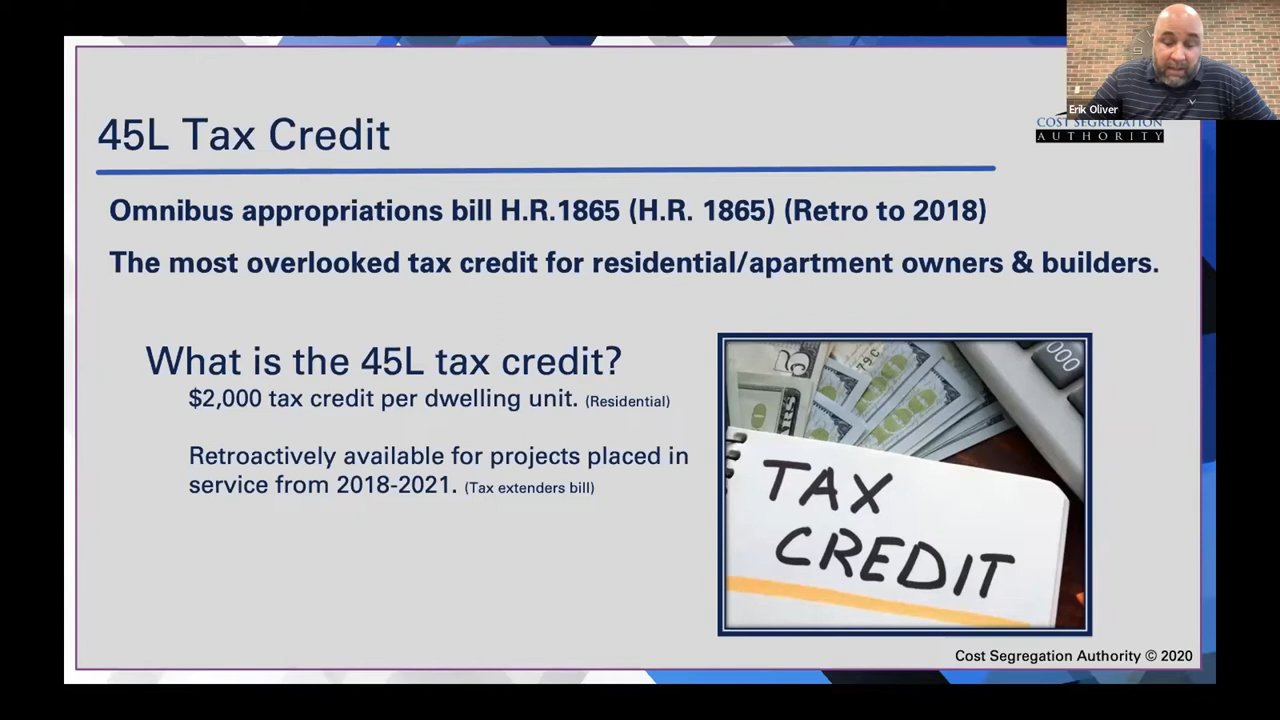 Erik Oliver
COST SEGREGATION
AUTHORITY
45L Tax Credit
Omnibus appropriations bill H.R.1865 (H.R. 1865) (Retro to 2018)
The most overlooked tax credit for residential/apartment owners & builders.
What is the 45L tax credit?
$2,000 tax credit per dwelling unit. (Residential)
Retroactively available for projects placed in
service from 2018-2021. (Tax extenders bill)
000
TAX
CREDIT
Cost Segregation Authority © 2020